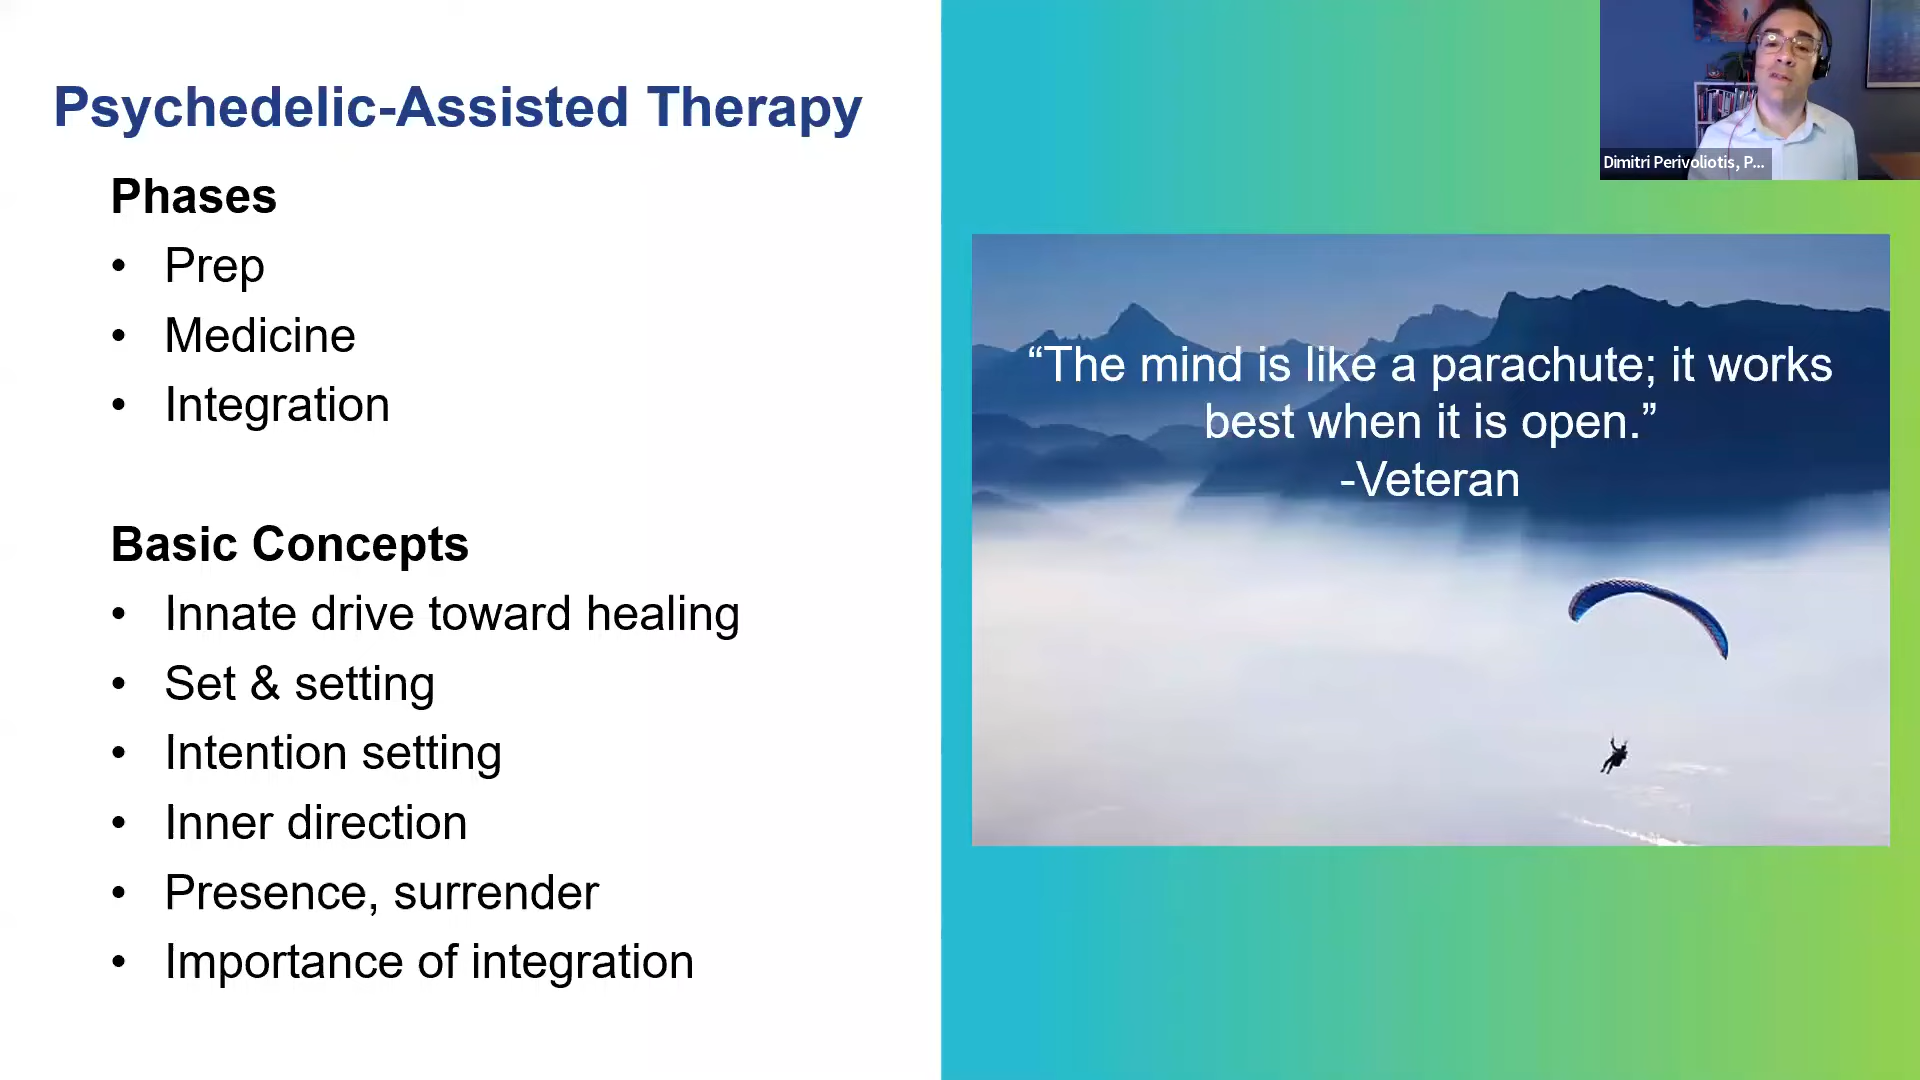 Psychedelic-Assisted Therapy
Phases
• Prep
• Medicine
• Integration
Basic Concepts
• Innate drive toward healing
• Set & setting
• Intention setting
• Inner direction
• Presence, surrender
• Importance of integration
“The mind is like a parachute; it works
best when it is open.”
-Veteran
Dimitri Perivoliotis, P...